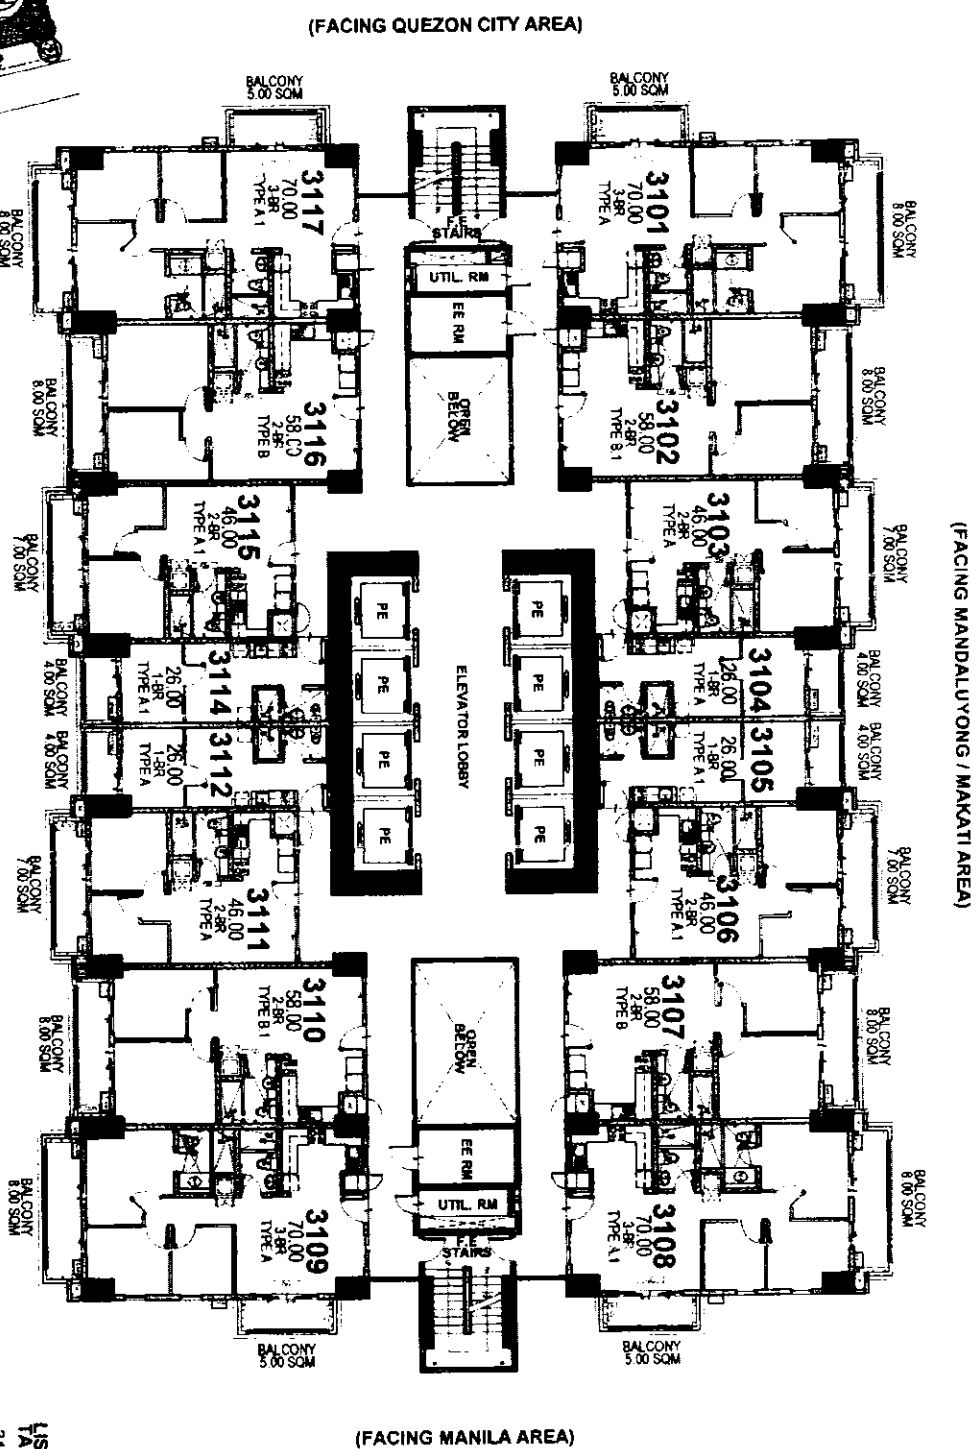 (FACING QUEZON CITY AREA)
BALCONY
5.00 SQM
BALCONY
5.00 SQM
3117
70.00
3-BR
TYPE A.1
F.E.
STAIRS
UTIL. RM
EE RM
OPEN
BELOW
3101
70.00
3-BR
TYPE A
BALCONY
8.00 SQM
BALCONY
8.00 SQM
3116
58.00
2-BR
TYPE B
3102
58.00
2-BR
TYPE B.1
BALCONY
8.00 SQM
BALCONY
8.00 SQM
3115
46.00
2-BR
TYPE A.1
3103
46.00
2-BR
TYPE A
BALCONY
7.00 SQM
BALCONY
7.00 SQM
(FACING MANDALUYONG / MAKATI AREA)
PE
PE
PE
PE
PE
PE
PE
PE
ELEVATOR LOBBY
3114
26.00
1-BR
TYPE A.1
BALCONY
4.00 SQM
3104
26.00
1-BR
TYPE A
BALCONY
4.00 SQM
3112
26.00
1-BR
TYPE A
BALCONY
4.00 SQM
3105
26.00
1-BR
TYPE A.1
BALCONY
4.00 SQM
3111
46.00
2-BR
TYPE A
BALCONY
7.00 SQM
3106
46.00
2-BR
TYPE A.1
BALCONY
7.00 SQM
3110
58.00
2-BR
TYPE B.1
BALCONY
8.00 SQM
OPEN
BELOW
3107
58.00
2-BR
TYPE B
BALCONY
8.00 SQM
EE RM
UTIL. RM
F.E.
STAIRS
3109
70.00
3-BR
TYPE A
BALCONY
8.00 SQM
3108
70.00
3-BR
TYPE A.1
BALCONY
8.00 SQM
BALCONY
5.00 SQM
BALCONY
5.00 SQM
(FACING MANILA AREA)
LIS
TA